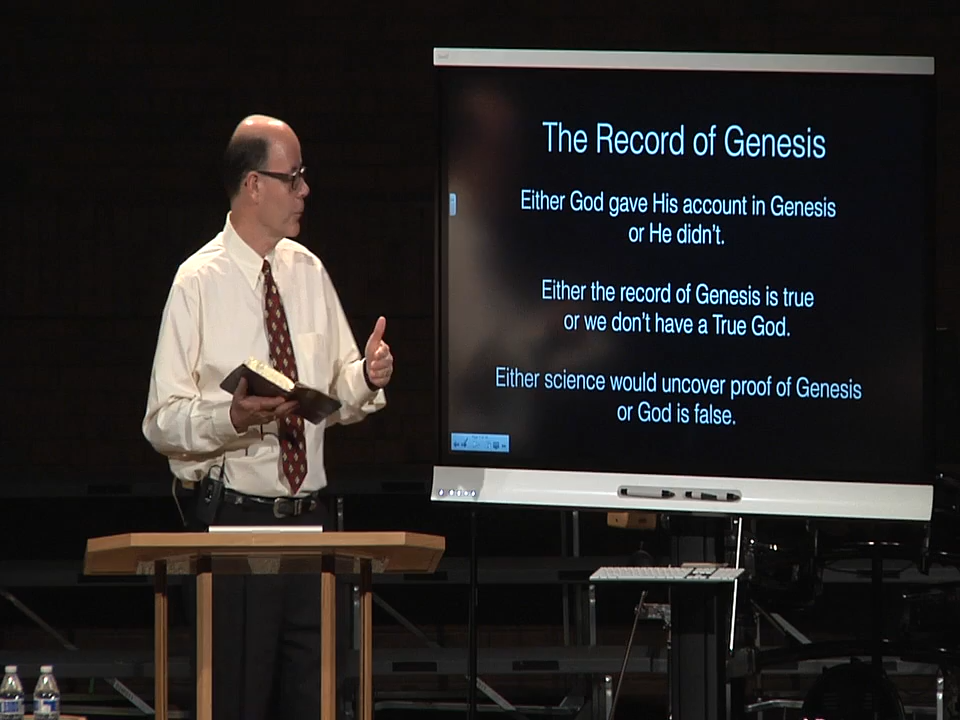 The Record of Genesis
Either God gave His account in Genesis
or He didn't.
Either the record of Genesis is true
or we don't have a True God.
Either science would uncover proof of Genesis
or God is false.